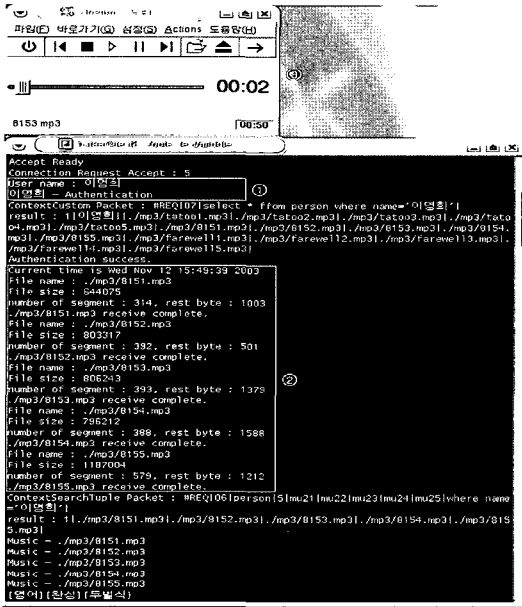 파일(F) 바로가기(G) 설정(S) Actions 도움말(H)
00:02
8153 mp3
00:50
③
Accept Ready
Connection Request Accept : 5
User name : 이영희
이영희 - Authentication
①
ContextCustom Packet : #REQ|07|select * from person where name='이영희'|
result : 1|이영희||./mp3/tatoo1.mp3|./mp3/tatoo2.mp3|./mp3/tatoo3.mp3|./mp3/tato
o4.mp3|./mp3/tatoo5.mp3|./mp3/8151.mp3|./mp3/8152.mp3|./mp3/8153.mp3|./mp3/8154.
mp3|./mp3/8155.mp3|./mp3/farewell1.mp3|./mp3/farewell2.mp3|./mp3/farewell3.mp3|.
/mp3/farewell4.mp3|./mp3/farewell5.mp3|
Authentication success.
Current time is Wed Nov 12 15:49:39 2003
File name : ./mp3/8151.mp3
File size : 644075
number of segment : 314, rest byte : 1003
./mp3/8151.mp3 receive complete.
File name : ./mp3/8152.mp3
File size : 803317
number of segment : 392, rest byte : 501
./mp3/8152.mp3 receive complete.
File name : ./mp3/8153.mp3
File size : 806243
②
number of segment : 393, rest byte : 1379
./mp3/8153.mp3 receive complete.
File name : ./mp3/8154.mp3
File size : 796212
number of segment : 388, rest byte : 1588
./mp3/8154.mp3 receive complete.
File name : ./mp3/8155.mp3
File size : 1187004
number of segment : 579, rest byte : 1212
./mp3/8155.mp3 receive complete.
ContextSearchTuple Packet : #REQ|06|person|5|mu21|mu22|mu23|mu24|mu25|where name
='이영희'|
result : 1|./mp3/8151.mp3|./mp3/8152.mp3|./mp3/8153.mp3|./mp3/8154.mp3|./mp3/815
5.mp3|
Music - ./mp3/8151.mp3
Music - ./mp3/8152.mp3
Music - ./mp3/8153.mp3
Music - ./mp3/8154.mp3
Music - ./mp3/8155.mp3
[영어][완성][두벌식]